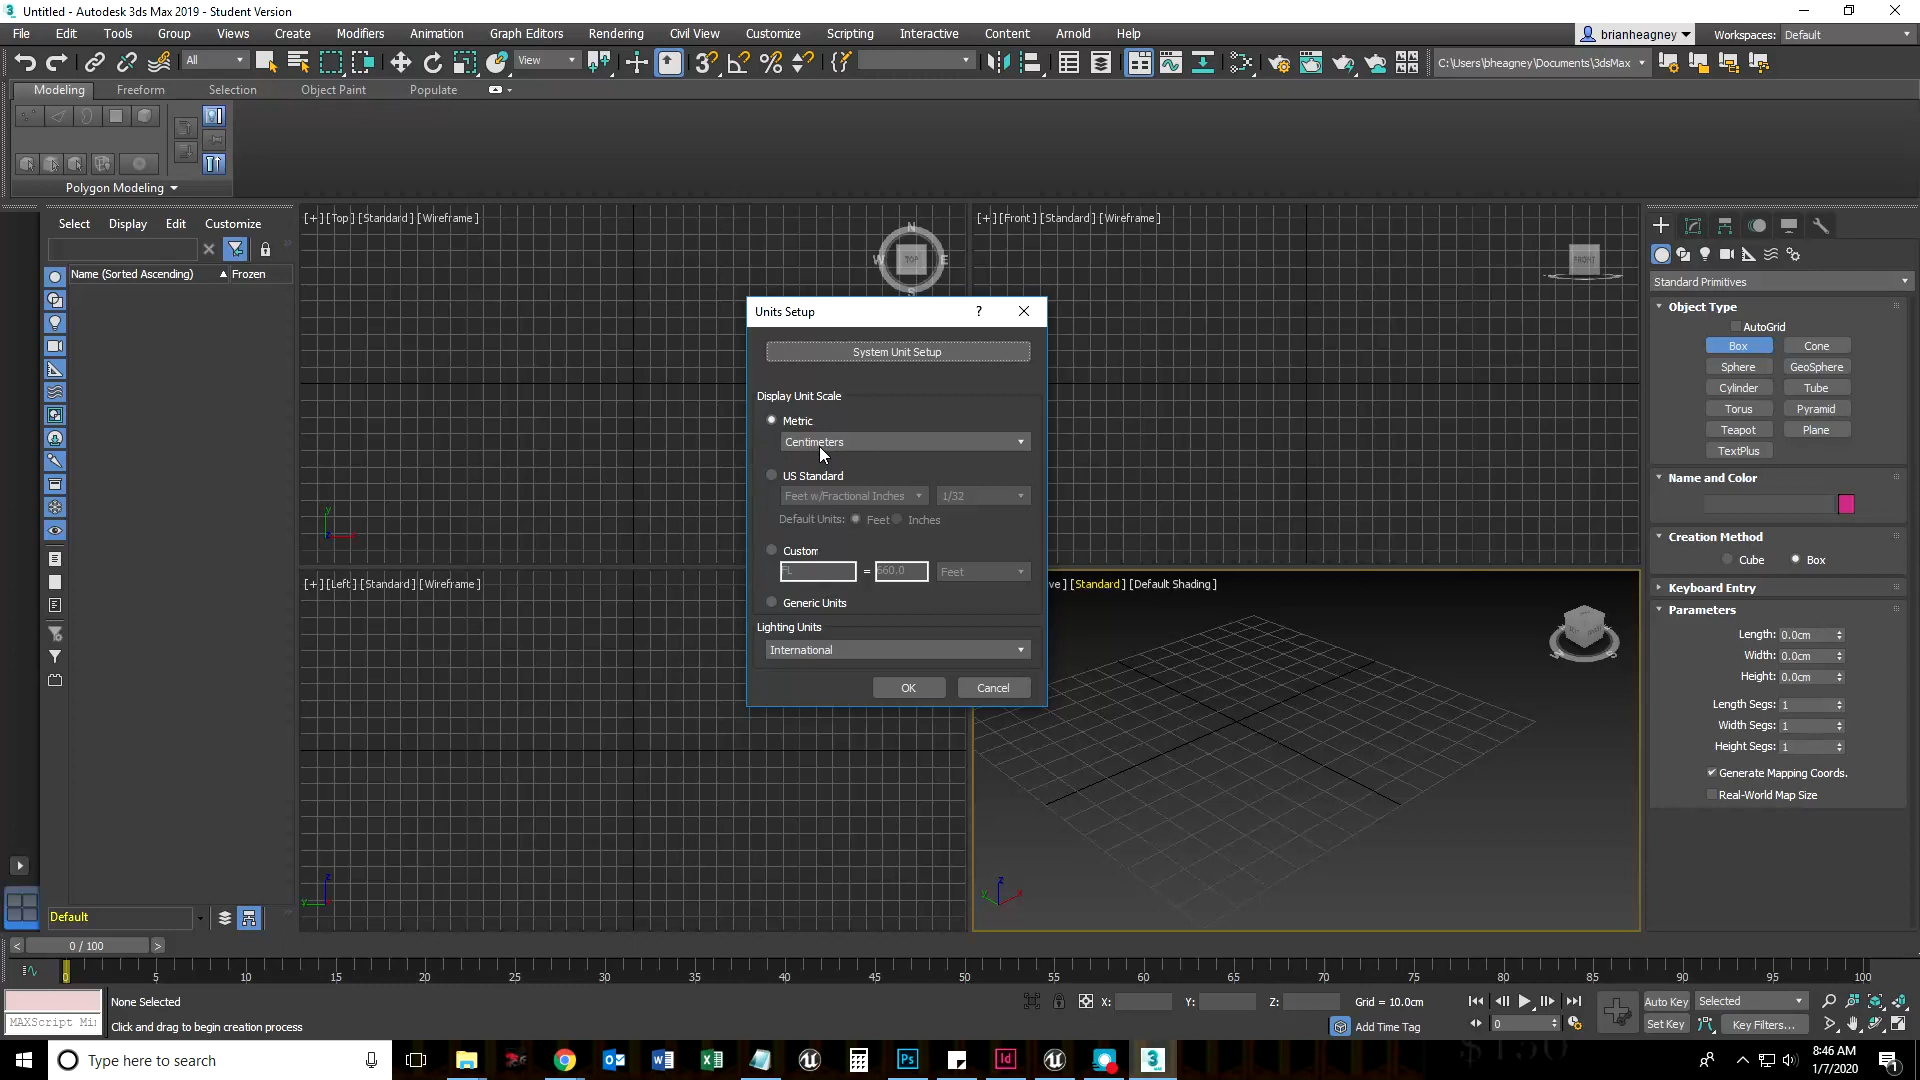 Untitled - Autodesk 3ds Max 2019 - Student Version
File Edit Tools Group Views Create Modifiers Animation Graph Editors Rendering Civil View Customize Scripting Interactive Content Arnold Help
brianheagney Workspaces: Default
All View C:\Users\bheagney\Documents\3dsMax
Modeling Freeform Selection Object Paint Populate
Polygon Modeling
Select Display Edit Customize
Name (Sorted Ascending) Frozen
Default
[+] [Top] [Standard] [Wireframe]
N
W TOP E
S
[+] [Front] [Standard] [Wireframe]
FRONT
[+] [Left] [Standard] [Wireframe]
[Standard] [Default Shading]
Units Setup ?
System Unit Setup
Display Unit Scale
Metric
Centimeters
US Standard
Feet w/Fractional Inches 1/32
Default Units: Feet Inches
Custom
FL = 660.0 Feet
Generic Units
Lighting Units
International
OK Cancel
Standard Primitives
Object Type
AutoGrid
Box Cone
Sphere GeoSphere
Cylinder Tube
Torus Pyramid
Teapot Plane
TextPlus
Name and Color
Creation Method
Cube Box
Keyboard Entry
Parameters
Length: 0.0cm
Width: 0.0cm
Height: 0.0cm
Length Segs: 1
Width Segs: 1
Height Segs: 1
Generate Mapping Coords.
Real-World Map Size
< 0 / 100 >
0 5 10 15 20 25 30 35 40 45 50 55 60 65 70 75 80 85 90 95 100
None Selected X: Y: Z: Grid = 10.0cm Auto Key Selected
MAXScript Mi
Click and drag to begin creation process Add Time Tag 0 Set Key Key Filters...
Type here to search
8:46 AM
1/7/2020
$150